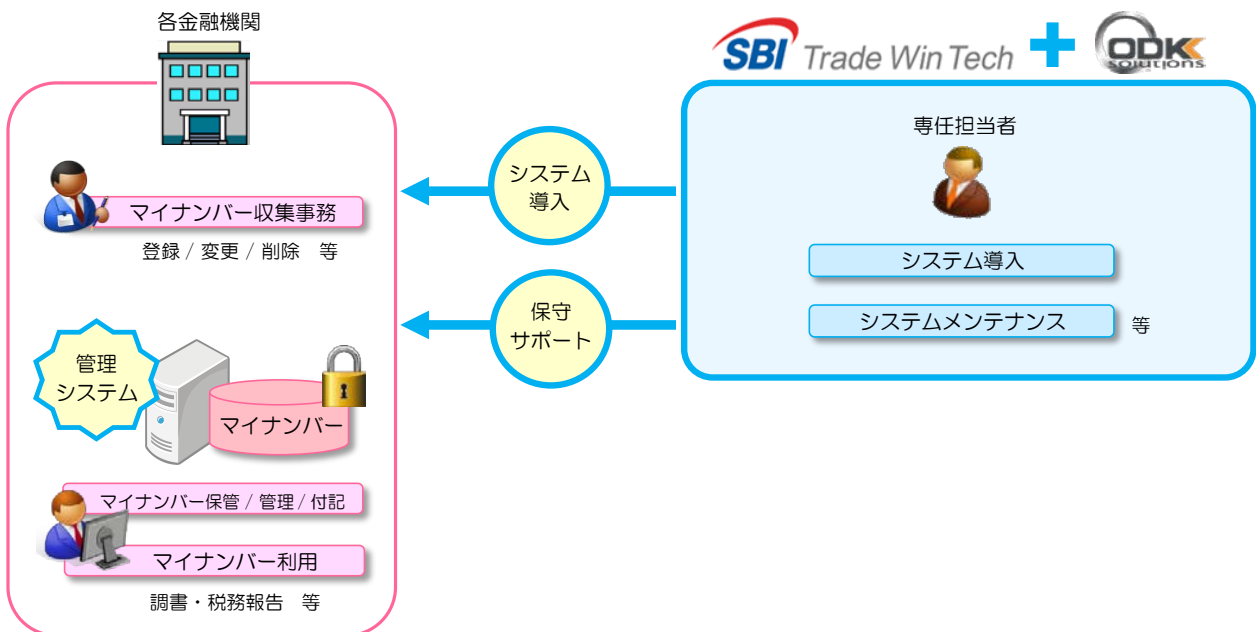 各金融機関
マイナンバー収集事務
登録 / 変更 / 削除　等
管理
システム
マイナンバー
マイナンバー保管 / 管理 / 付記
マイナンバー利用
調書・税務報告　等
システム
導入
保守
サポート
SBI Trade Win Tech + ODK Solutions
専任担当者
システム導入
システムメンテナンス　等